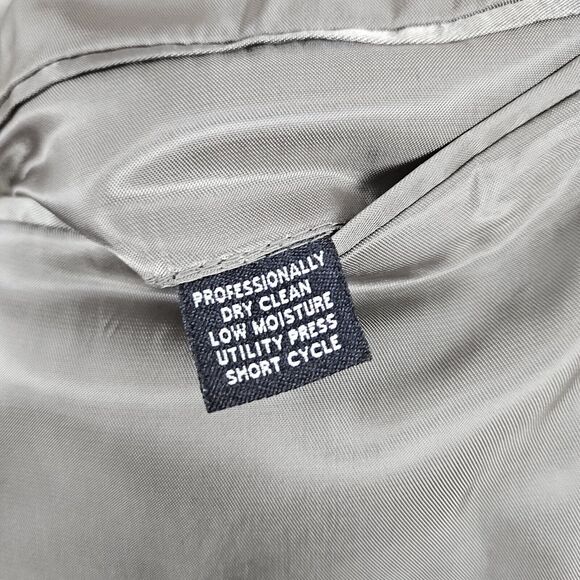 PROFESSIONALLY
DRY CLEAN
LOW MOISTURE
UTILITY PRESS
SHORT CYCLE